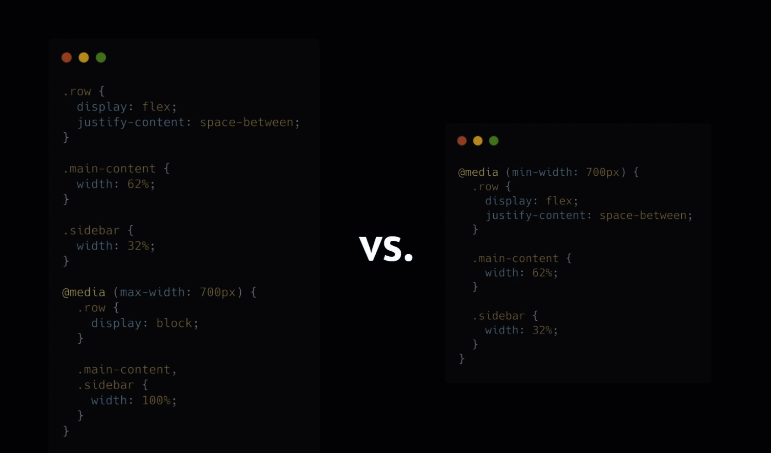 .row {
  display: flex;
  justify-content: space-between;
}
.main-content {
  width: 62%;
}
.sidebar {
  width: 32%;
}
@media (max-width: 700px) {
  .row {
    display: block;
  }
  .main-content,
  .sidebar {
    width: 100%;
  }
}
vs.
@media (min-width: 700px) {
  .row {
    display: flex;
    justify-content: space-between;
  }
  .main-content {
    width: 62%;
  }
  .sidebar {
    width: 32%;
  }
}